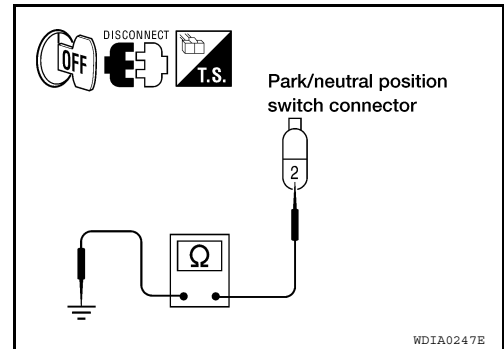 DISCONNECT
OFF
T.S.
Park/neutral position
switch connector
2
Ω
WDIA0247E